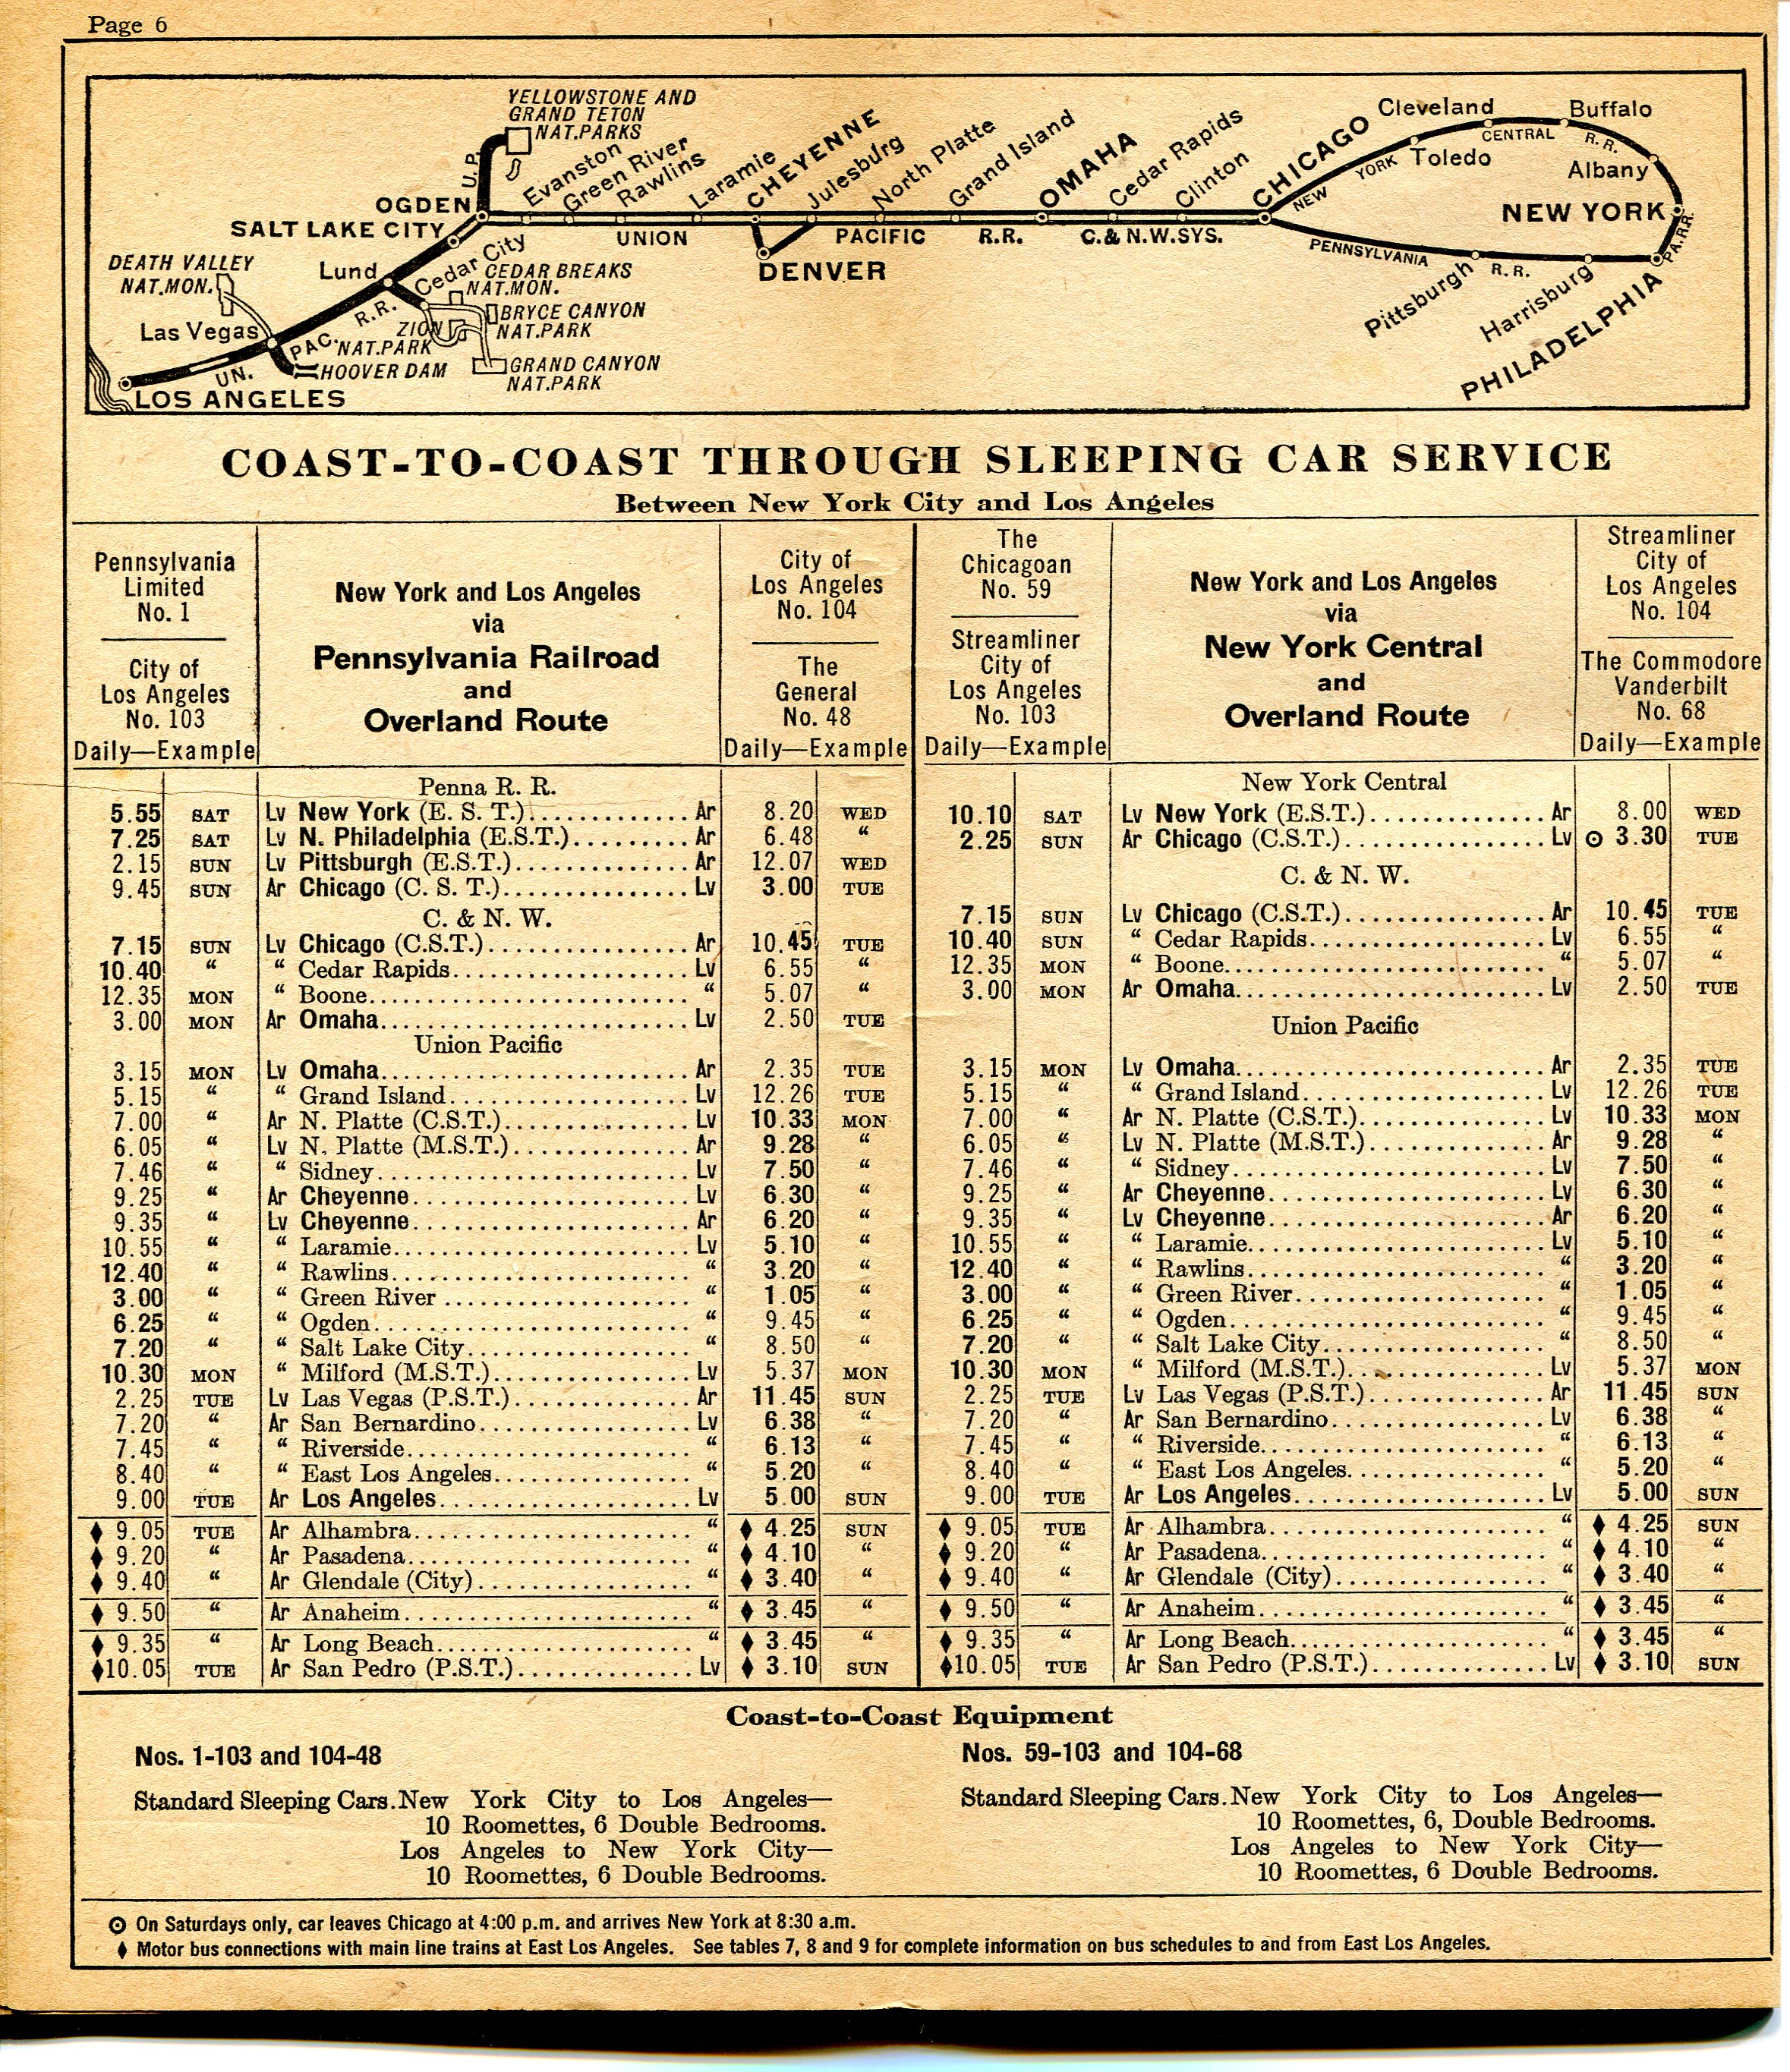 Page 6
YELLOWSTONE AND
GRAND TETON
NAT. PARKS
U.P.
Evanston
Green River
Rawlins
Laramie
CHEYENNE
Julesburg
North Platte
Grand Island
OMAHA
Cedar Rapids
Clinton
CHICAGO
Cleveland
Buffalo
NEW YORK CENTRAL R.R.
Toledo
Albany
OGDEN
SALT LAKE CITY
NEW YORK
PA.R.R.
UNION PACIFIC R.R. C.& N.W.SYS.
PENNSYLVANIA R.R.
DENVER
DEATH VALLEY
NAT. MON.
Lund
Cedar City
CEDAR BREAKS
NAT. MON.
BRYCE CANYON
NAT. PARK
ZION
NAT. PARK
Las Vegas
UN. PAC. R.R.
HOOVER DAM
GRAND CANYON
NAT. PARK
LOS ANGELES
Pittsburgh
Harrisburg
PHILADELPHIA
COAST-TO-COAST THROUGH SLEEPING CAR SERVICE
Between New York City and Los Angeles
Pennsylvania
Limited
No. 1
City of
Los Angeles
No. 103
Daily—Example
New York and Los Angeles
via
Pennsylvania Railroad
and
Overland Route
City of
Los Angeles
No. 104
The
General
No. 48
Daily—Example
Penna R. R.
5.55 SAT Lv New York (E. S. T.) Ar 8.20 WED
7.25 SAT Lv N. Philadelphia (E.S.T.) Ar 6.48 “
2.15 SUN Lv Pittsburgh (E.S.T.) Ar 12.07 WED
9.45 SUN Ar Chicago (C. S. T.) Lv 3.00 TUE
C. & N. W.
7.15 SUN Lv Chicago (C.S.T.) Ar 10.45 TUE
10.40 “ “ Cedar Rapids Lv 6.55 “
12.35 MON “ Boone “ 5.07 “
3.00 MON Ar Omaha Lv 2.50 TUE
Union Pacific
3.15 MON Lv Omaha Ar 2.35 TUE
5.15 “ “ Grand Island Lv 12.26 TUE
7.00 “ Ar N. Platte (C.S.T.) Lv 10.33 MON
6.05 “ Lv N. Platte (M.S.T.) Ar 9.28 “
7.46 “ “ Sidney Lv 7.50 “
9.25 “ Ar Cheyenne Lv 6.30 “
9.35 “ Lv Cheyenne Ar 6.20 “
10.55 “ “ Laramie Lv 5.10 “
12.40 “ “ Rawlins “ 3.20 “
3.00 “ “ Green River “ 1.05 “
6.25 “ “ Ogden “ 9.45 “
7.20 “ “ Salt Lake City “ 8.50 “
10.30 MON “ Milford (M.S.T.) Lv 5.37 MON
2.25 TUE Lv Las Vegas (P.S.T.) Ar 11.45 SUN
7.20 “ Ar San Bernardino Lv 6.38 “
7.45 “ “ Riverside “ 6.13 “
8.40 “ “ East Los Angeles “ 5.20 “
9.00 TUE Ar Los Angeles Lv 5.00 SUN
♦ 9.05 TUE Ar Alhambra “ ♦ 4.25 SUN
♦ 9.20 “ Ar Pasadena “ ♦ 4.10 “
♦ 9.40 “ Ar Glendale (City) “ ♦ 3.40 “
♦ 9.50 “ Ar Anaheim “ ♦ 3.45 “
♦ 9.35 “ Ar Long Beach “ ♦ 3.45 “
♦10.05 TUE Ar San Pedro (P.S.T.) Lv ♦ 3.10 SUN
The
Chicagoan
No. 59
Streamliner
City of
Los Angeles
No. 103
Daily—Example
New York and Los Angeles
via
New York Central
and
Overland Route
Streamliner
City of
Los Angeles
No. 104
The Commodore
Vanderbilt
No. 68
Daily—Example
New York Central
10.10 SAT Lv New York (E.S.T.) Ar 8.00 WED
2.25 SUN Ar Chicago (C.S.T.) Lv ⊙ 3.30 TUE
C. & N. W.
7.15 SUN Lv Chicago (C.S.T.) Ar 10.45 TUE
10.40 SUN “ Cedar Rapids Lv 6.55 “
12.35 MON “ Boone “ 5.07 “
3.00 MON Ar Omaha Lv 2.50 TUE
Union Pacific
3.15 MON Lv Omaha Ar 2.35 TUE
5.15 “ “ Grand Island Lv 12.26 TUE
7.00 “ Ar N. Platte (C.S.T.) Lv 10.33 MON
6.05 “ Lv N. Platte (M.S.T.) Ar 9.28 “
7.46 “ “ Sidney Lv 7.50 “
9.25 “ Ar Cheyenne Lv 6.30 “
9.35 “ Lv Cheyenne Ar 6.20 “
10.55 “ “ Laramie Lv 5.10 “
12.40 “ “ Rawlins “ 3.20 “
3.00 “ “ Green River “ 1.05 “
6.25 “ “ Ogden “ 9.45 “
7.20 “ “ Salt Lake City “ 8.50 “
10.30 MON “ Milford (M.S.T.) Lv 5.37 MON
2.25 TUE Lv Las Vegas (P.S.T.) Ar 11.45 SUN
7.20 “ Ar San Bernardino Lv 6.38 “
7.45 “ “ Riverside “ 6.13 “
8.40 “ “ East Los Angeles “ 5.20 “
9.00 TUE Ar Los Angeles Lv 5.00 SUN
♦ 9.05 TUE Ar Alhambra “ ♦ 4.25 SUN
♦ 9.20 “ Ar Pasadena “ ♦ 4.10 “
♦ 9.40 “ Ar Glendale (City) “ ♦ 3.40 “
♦ 9.50 “ Ar Anaheim “ ♦ 3.45 “
♦ 9.35 “ Ar Long Beach “ ♦ 3.45 “
♦10.05 TUE Ar San Pedro (P.S.T.) Lv ♦ 3.10 SUN
Coast-to-Coast Equipment
Nos. 1-103 and 104-48
Standard Sleeping Cars. New York City to Los Angeles—
10 Roomettes, 6 Double Bedrooms.
Los Angeles to New York City—
10 Roomettes, 6 Double Bedrooms.
Nos. 59-103 and 104-68
Standard Sleeping Cars. New York City to Los Angeles—
10 Roomettes, 6, Double Bedrooms.
Los Angeles to New York City—
10 Roomettes, 6 Double Bedrooms.
⊙ On Saturdays only, car leaves Chicago at 4:00 p.m. and arrives New York at 8:30 a.m.
♦ Motor bus connections with main line trains at East Los Angeles. See tables 7, 8 and 9 for complete information on bus schedules to and from East Los Angeles.